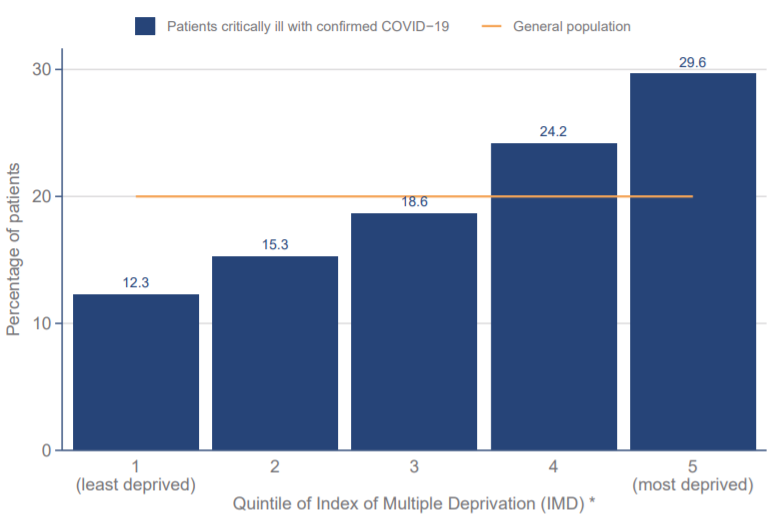 Patients critically ill with confirmed COVID−19 General population
Percentage of patients
30
20
10
0
12.3
15.3
18.6
24.2
29.6
1
(least deprived)
2
3
4
5
(most deprived)
Quintile of Index of Multiple Deprivation (IMD) *